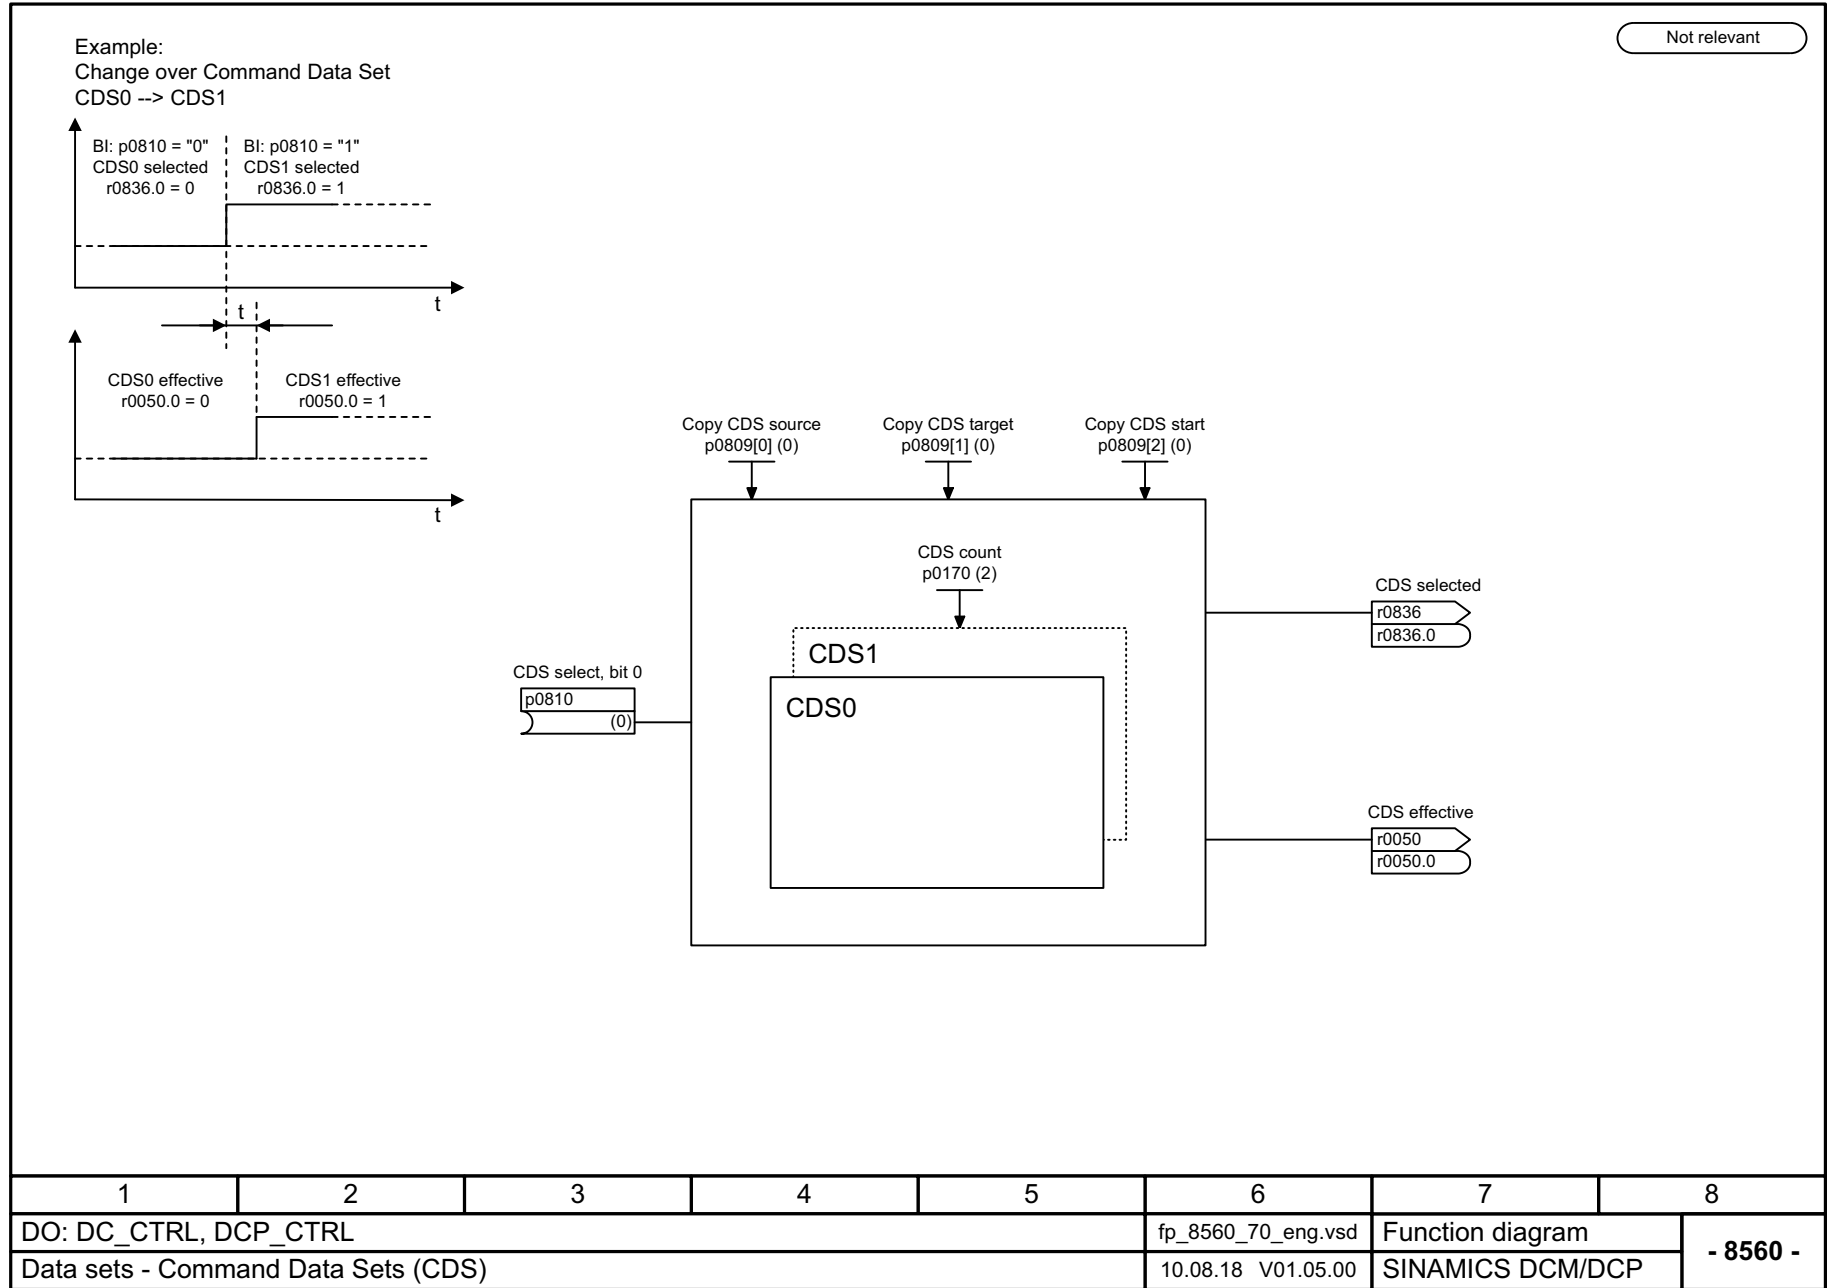 Not relevant
Example:
Change over Command Data Set
CDS0 --> CDS1
BI: p0810 = "0"
CDS0 selected
r0836.0 = 0
BI: p0810 = "1"
CDS1 selected
r0836.0 = 1
t
t
CDS0 effective
r0050.0 = 0
CDS1 effective
r0050.0 = 1
t
Copy CDS source
p0809[0] (0)
Copy CDS target
p0809[1] (0)
Copy CDS start
p0809[2] (0)
CDS count
p0170 (2)
CDS1
CDS0
CDS select, bit 0
p0810
(0)
CDS selected
r0836
r0836.0
CDS effective
r0050
r0050.0
1 2 3 4 5 6 7 8
DO: DC_CTRL, DCP_CTRL
fp_8560_70_eng.vsd
Function diagram
- 8560 -
Data sets - Command Data Sets (CDS)
10.08.18 V01.05.00
SINAMICS DCM/DCP